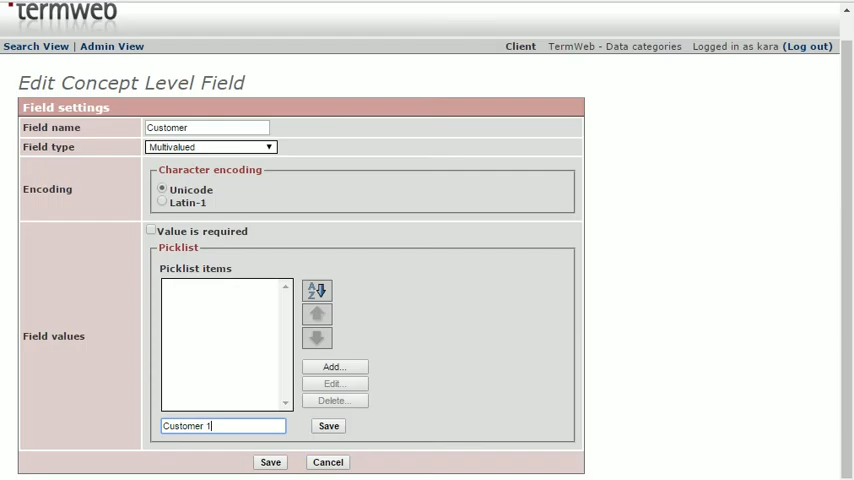 termweb
Search View | Admin View Client TermWeb - Data categories Logged in as kara (Log out)
Edit Concept Level Field
Field settings
Field name Customer
Field type Multivalued
Encoding
Character encoding
Unicode
Latin-1
Value is required
Picklist
Picklist items
A
Z
Field values
Add...
Edit...
Delete...
Customer 1 Save
Save Cancel